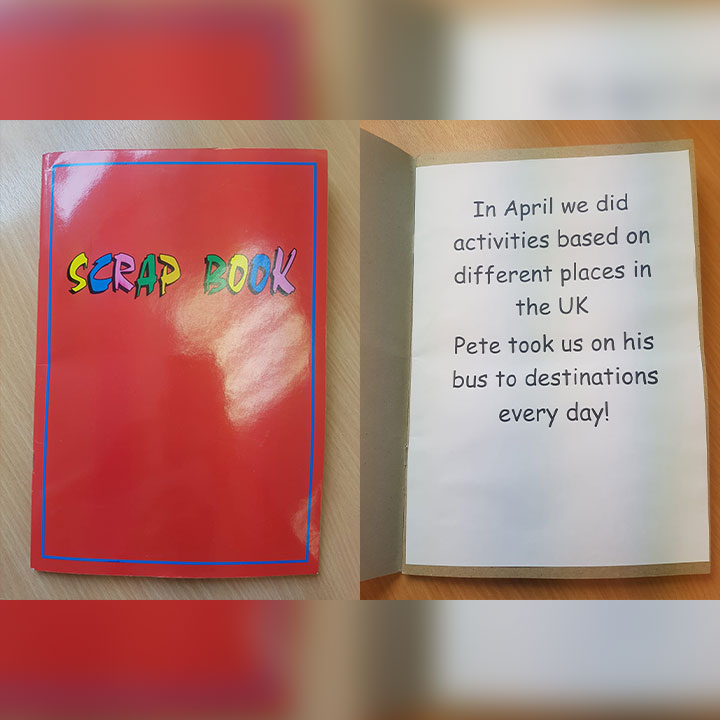 SCRAP BOOK
In April we did
activities based on
different places in
the UK
Pete took us on his
bus to destinations
every day!